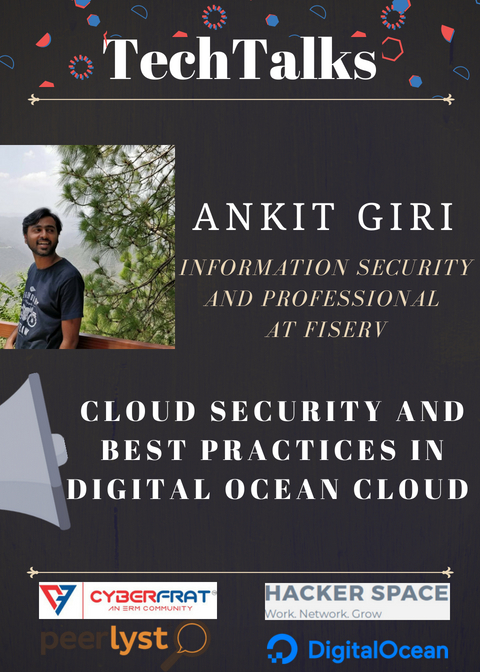 TechTalks
ANKIT GIRI
INFORMATION SECURITY
AND PROFESSIONAL
AT FISERV
CLOUD SECURITY AND
BEST PRACTICES IN
DIGITAL OCEAN CLOUD
CYBERFRAT
AN ERM COMMUNITY
HACKER SPACE
Work. Network. Grow
peerlyst
DigitalOcean